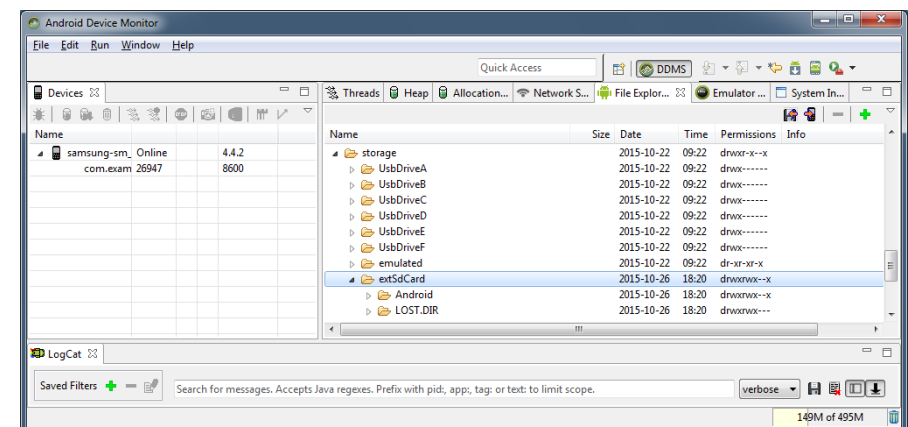 Android Device Monitor
File Edit Run Window Help
Quick Access DDMS
Devices Threads Heap Allocation... Network S... File Explor... Emulator ... System In...
Name
samsung-sm_ Online 4.4.2
com.exam 26947 8600
Name Size Date Time Permissions Info
storage 2015-10-22 09:22 drwxr-x--x
UsbDriveA 2015-10-22 09:22 drwx------
UsbDriveB 2015-10-22 09:22 drwx------
UsbDriveC 2015-10-22 09:22 drwx------
UsbDriveD 2015-10-22 09:22 drwx------
UsbDriveE 2015-10-22 09:22 drwx------
UsbDriveF 2015-10-22 09:22 drwx------
emulated 2015-10-22 09:22 dr-xr-xr-x
extSdCard 2015-10-26 18:20 drwxrwx--x
Android 2015-10-26 18:20 drwxrwx--x
LOST.DIR 2015-10-26 18:20 drwxrwx---
LogCat
Saved Filters Search for messages. Accepts Java regexes. Prefix with pid:, app:, tag: or text: to limit scope. verbose
149M of 495M